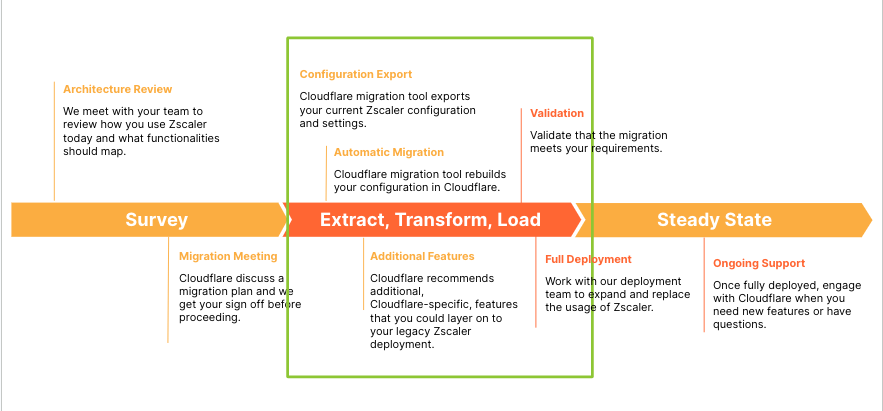 Architecture Review
We meet with your team to
review how you use Zscaler
today and what functionalities
should map.
Configuration Export
Cloudflare migration tool exports
your current Zscaler configuration
and settings.
Automatic Migration
Cloudflare migration tool rebuilds
your configuration in Cloudflare.
Validation
Validate that the migration
meets your requirements.
Survey
Extract, Transform, Load
Steady State
Migration Meeting
Cloudflare discuss a
migration plan and we
get your sign off before
proceeding.
Additional Features
Cloudflare recommends
additional,
Cloudflare-specific, features
that you could layer on to
your legacy Zscaler
deployment.
Full Deployment
Work with our deployment
team to expand and replace
the usage of Zscaler.
Ongoing Support
Once fully deployed, engage
with Cloudflare when you
need new features or have
questions.